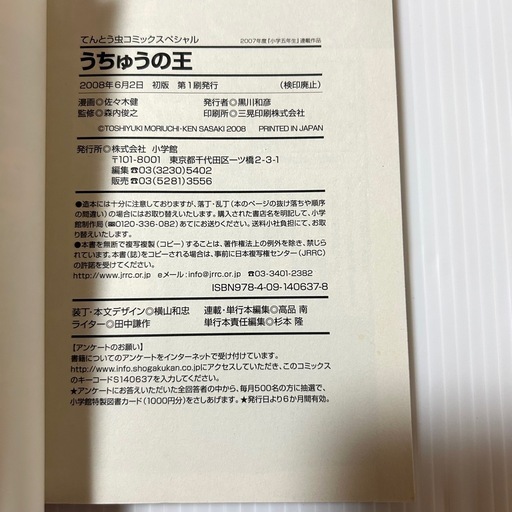 てんとう虫コミックスペシャル
2007年度『小学五年生』連載作品
うちゅうの王
2008年6月2日 初版 第1刷発行 (検印廃止)
漫画◎佐々木健 発行者◎黒川和彦
監修◎森内俊之 印刷所◎三晃印刷株式会社
©TOSHIYUKI MORIUCHI・KEN SASAKI 2008 PRINTED IN JAPAN
発行所◎株式会社 小学館
〒101-8001 東京都千代田区一ツ橋2-3-1
編集☎03(3230)5540
販売☎03(5281)3556
●造本には十分に注意しておりますが、落丁・乱丁(本のページの抜け落ちや順序
の間違い)の場合にはお取り替えいたします。購入された書店名を明記して、小学
館制作局(☎0120-336-082)あてにお送りください。送料小社負担にて、お取
り替えいたします。
●本書を無断で複写複製(コピー)することは、著作権法上の例外を除き、禁じら
れています。本書(誌)をコピーされる場合は、事前に日本複写権センター(JRRC)
の許諾を受けてください。
http://www.jrrc.or.jp eメール:info@jrrc.or.jp ☎03-3401-2382
ISBN978-4-09-140637-8
装丁・本文デザイン◎横山和忠 連載・単行本編集◎高品 南
ライター◎田中謙作 単行本責任編集◎杉本 隆
【アンケートのお願い】
書籍についてのアンケートをインターネットで受け付けています。
http://www.info.shogakukan.co.jpにアクセスしていただき、このコミックス
のキーコードS140637を入力してください。
★アンケートにお答えいただいた全回答者の中から、毎月500名の方に抽選で、
小学館特製図書カード(1000円分)をさしあげます。★発行日より6か月間有効。